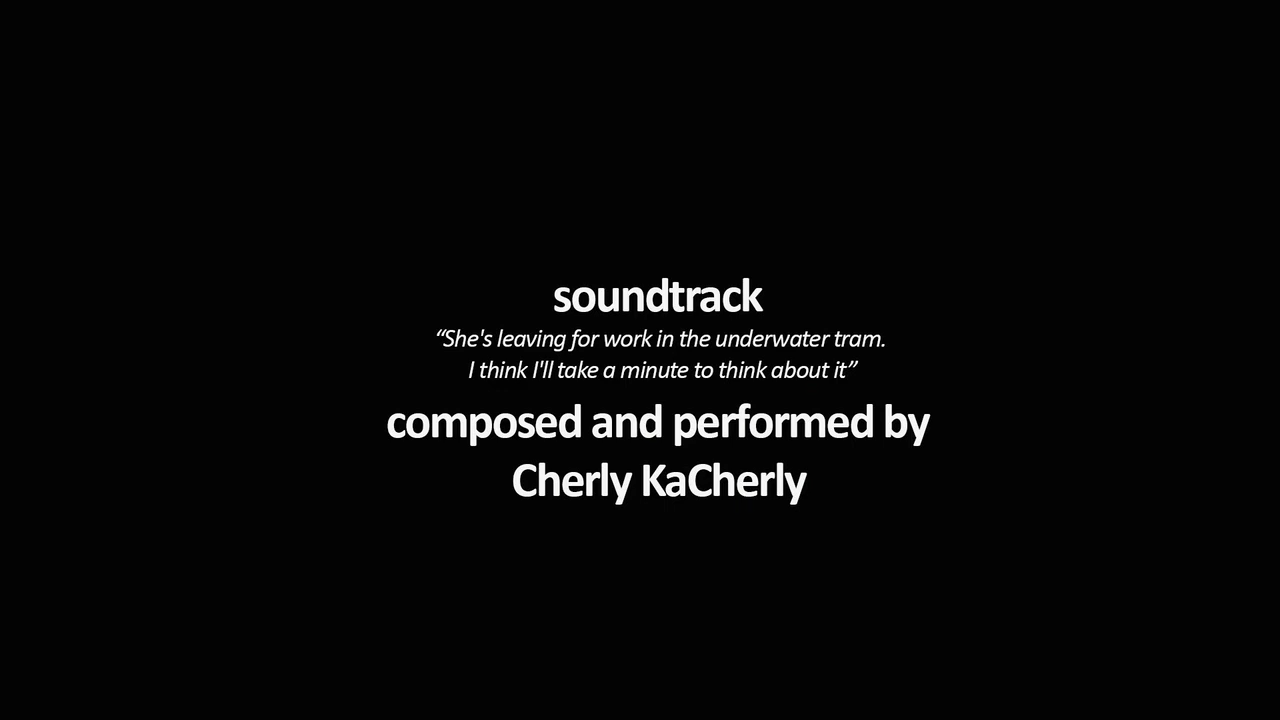 soundtrack
“She's leaving for work in the underwater tram.
I think I'll take a minute to think about it”
composed and performed by
Cherly KaCherly